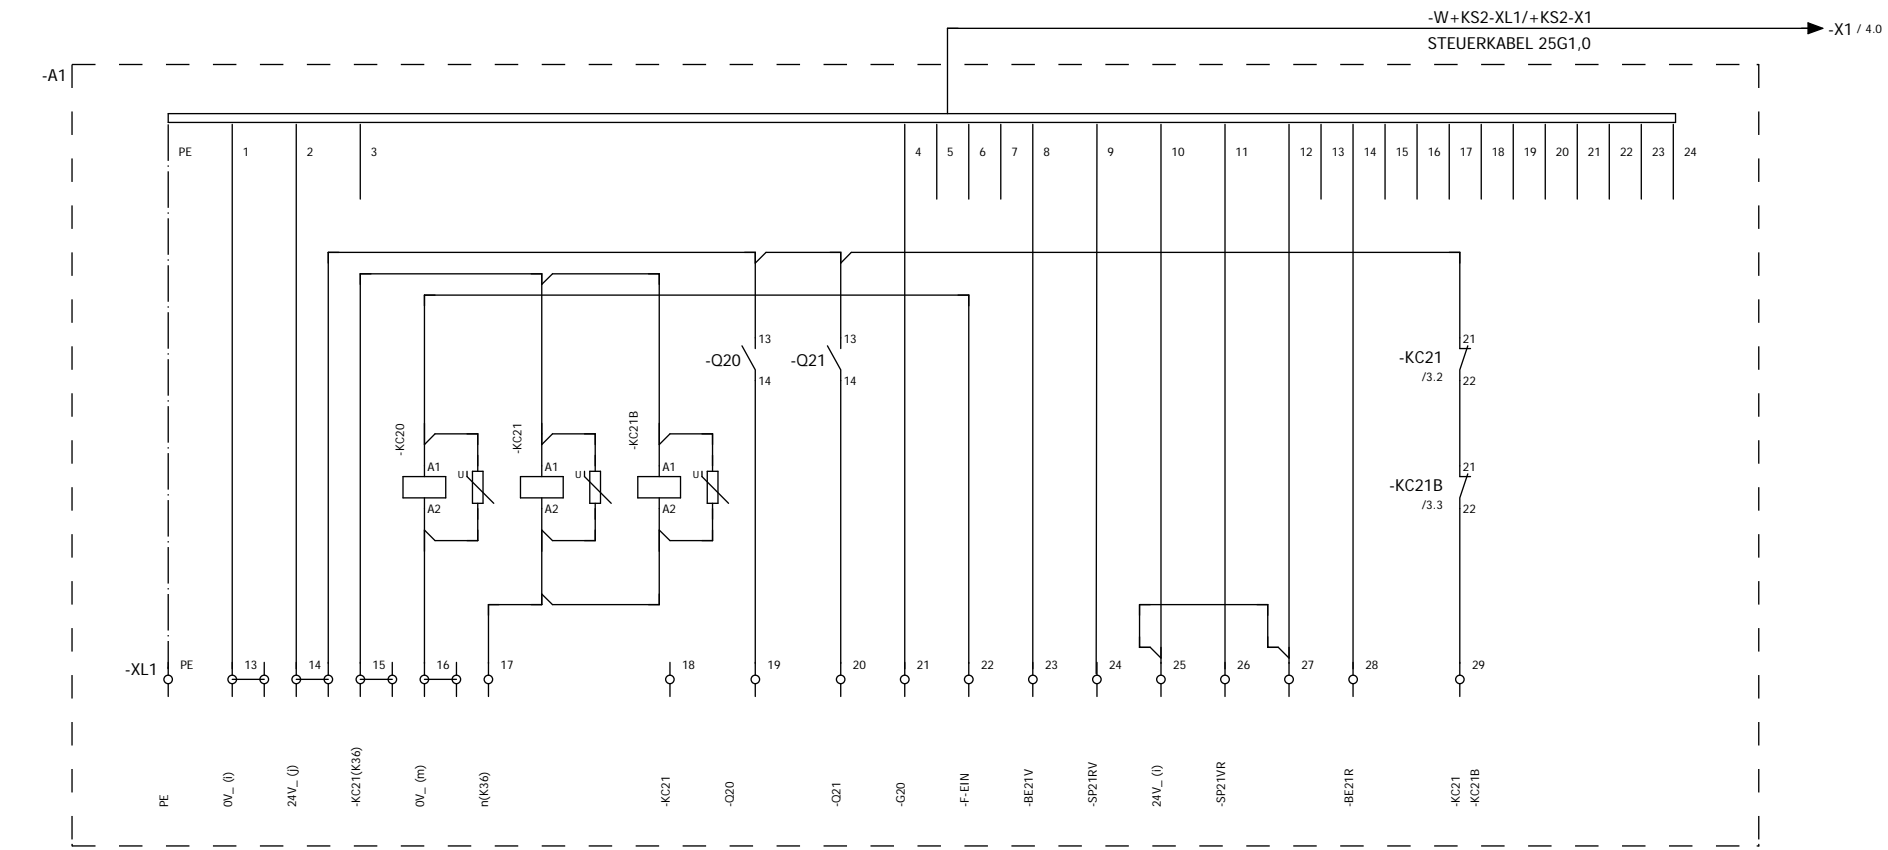 -W+KS2-XL1/+KS2-X1
-X1 / 4.0
STEUERKABEL 25G1,0
-A1
PE 1 2 3 4 5 6 7 8 9 10 11 12 13 14 15 16 17 18 19 20 21 22 23 24
13 13 21
-Q20 -Q21 -KC21
/3.2
14 14 22
-KC20 -KC21 -KC21B
A1 A1 A1 21
U U U
-KC21B
/3.3
A2 A2 A2 22
-XL1 PE 13 14 15 16 17 18 19 20 21 22 23 24 25 26 27 28 29
PE
0V_ (i)
24V_ (j)
-KC21(K36)
0V_ (m)
n(K36)
-KC21
-Q20
-Q21
-G20
-F-EIN
-BE21V
-SP21RV
24V_ (i)
-SP21VR
-BE21R
-KC21
-KC21B